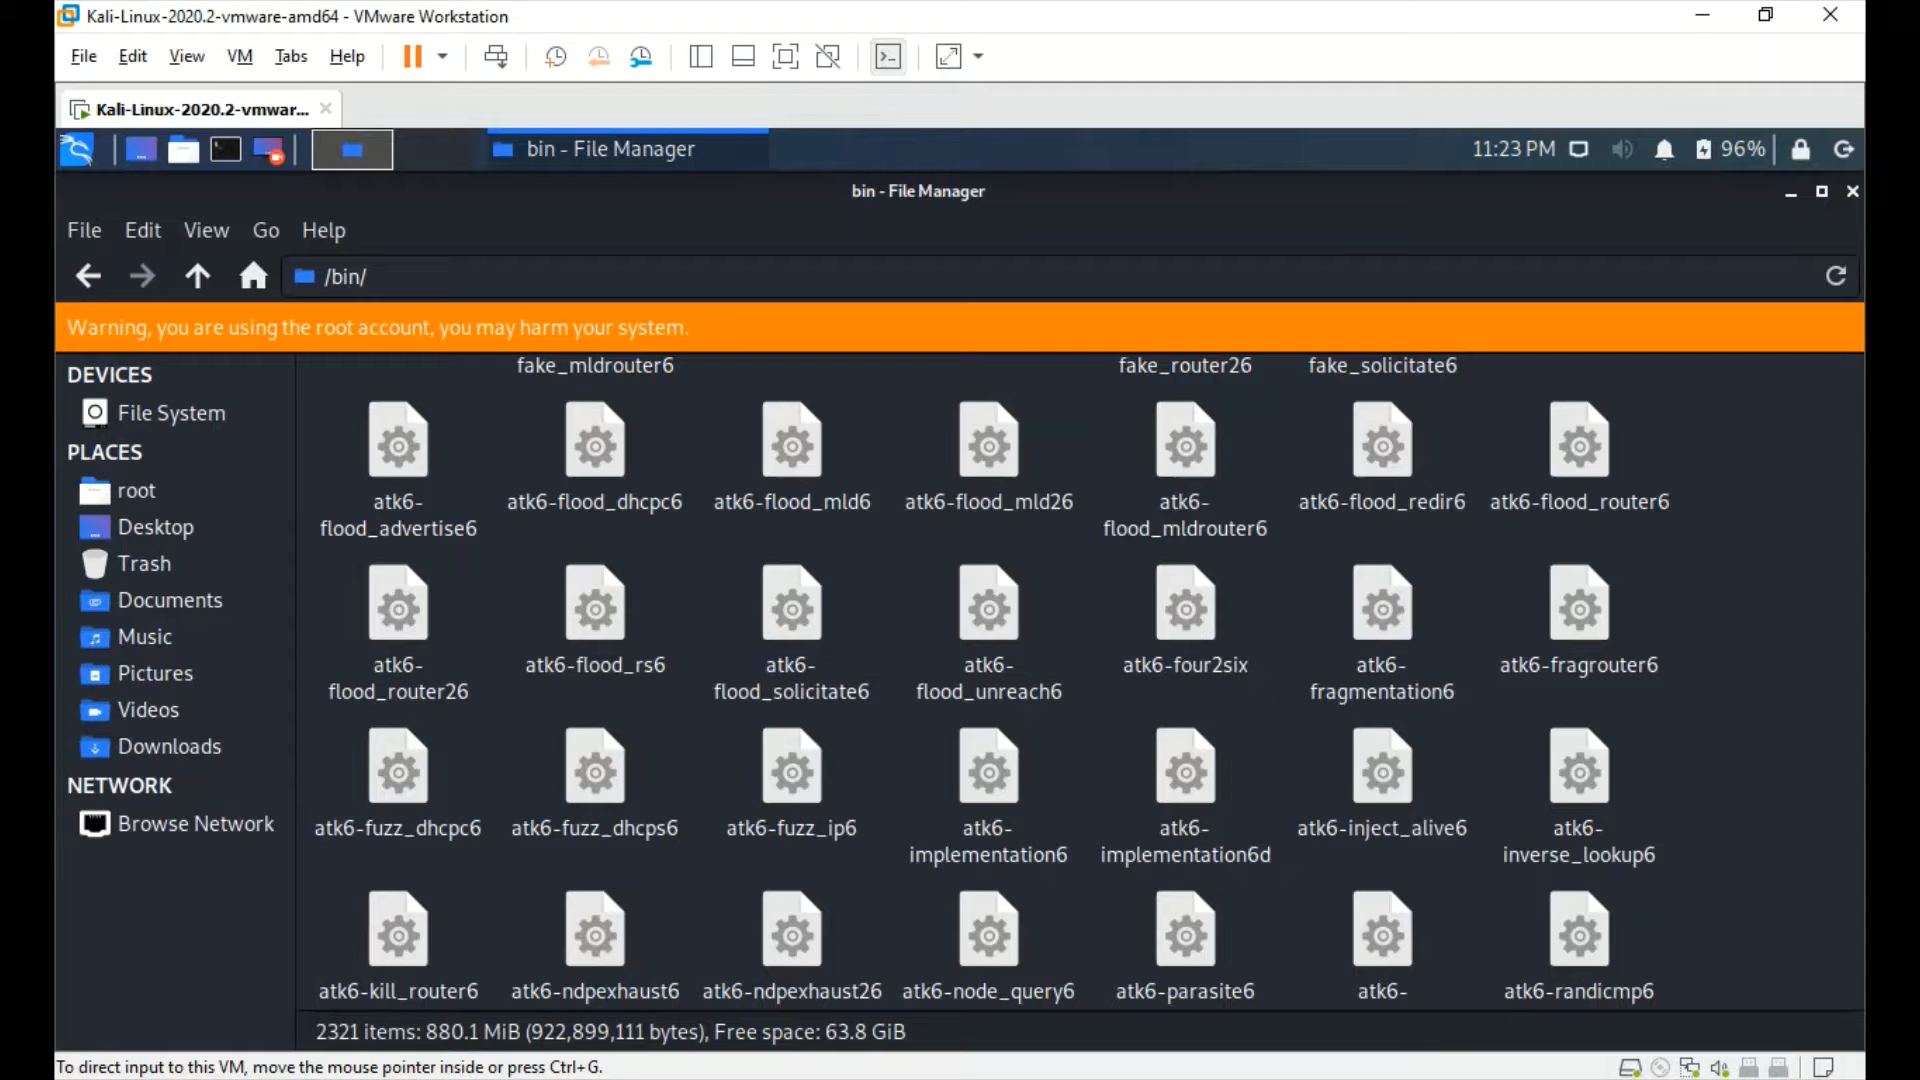 Kali-Linux-2020.2-vmware-amd64 - VMware Workstation
File Edit View VM Tabs Help
Kali-Linux-2020.2-vmwar...
bin - File Manager 11:23 PM 96%
bin - File Manager
File Edit View Go Help
/bin/
Warning, you are using the root account, you may harm your system.
DEVICES
File System
PLACES
root
Desktop
Trash
Documents
Music
Pictures
Videos
Downloads
NETWORK
Browse Network
fake_mldrouter6 fake_router26 fake_solicitate6
atk6- atk6-flood_dhcpc6 atk6-flood_mld6 atk6-flood_mld26 atk6- atk6-flood_redir6 atk6-flood_router6
flood_advertise6 flood_mldrouter6
atk6- atk6-flood_rs6 atk6- atk6- atk6-four2six atk6- atk6-fragrouter6
flood_router26 flood_solicitate6 flood_unreach6 fragmentation6
atk6-fuzz_dhcpc6 atk6-fuzz_dhcps6 atk6-fuzz_ip6 atk6- atk6- atk6-inject_alive6 atk6-
implementation6 implementation6d inverse_lookup6
atk6-kill_router6 atk6-ndpexhaust6 atk6-ndpexhaust26 atk6-node_query6 atk6-parasite6 atk6- atk6-randicmp6
2321 items: 880.1 MiB (922,899,111 bytes), Free space: 63.8 GiB
To direct input to this VM, move the mouse pointer inside or press Ctrl+G.